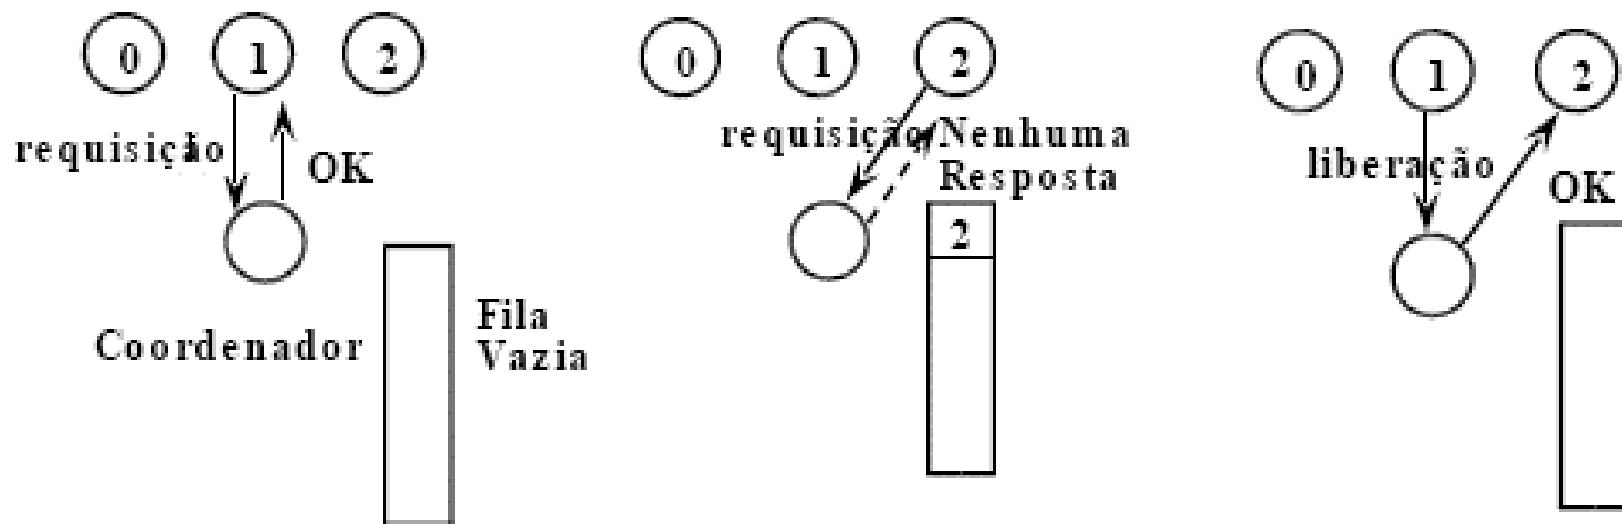 0 1 2
requisição
OK
Coordenador
Fila
Vazia
0 1 2
requisição
Nenhuma
Resposta
2
0 1 2
liberação
OK